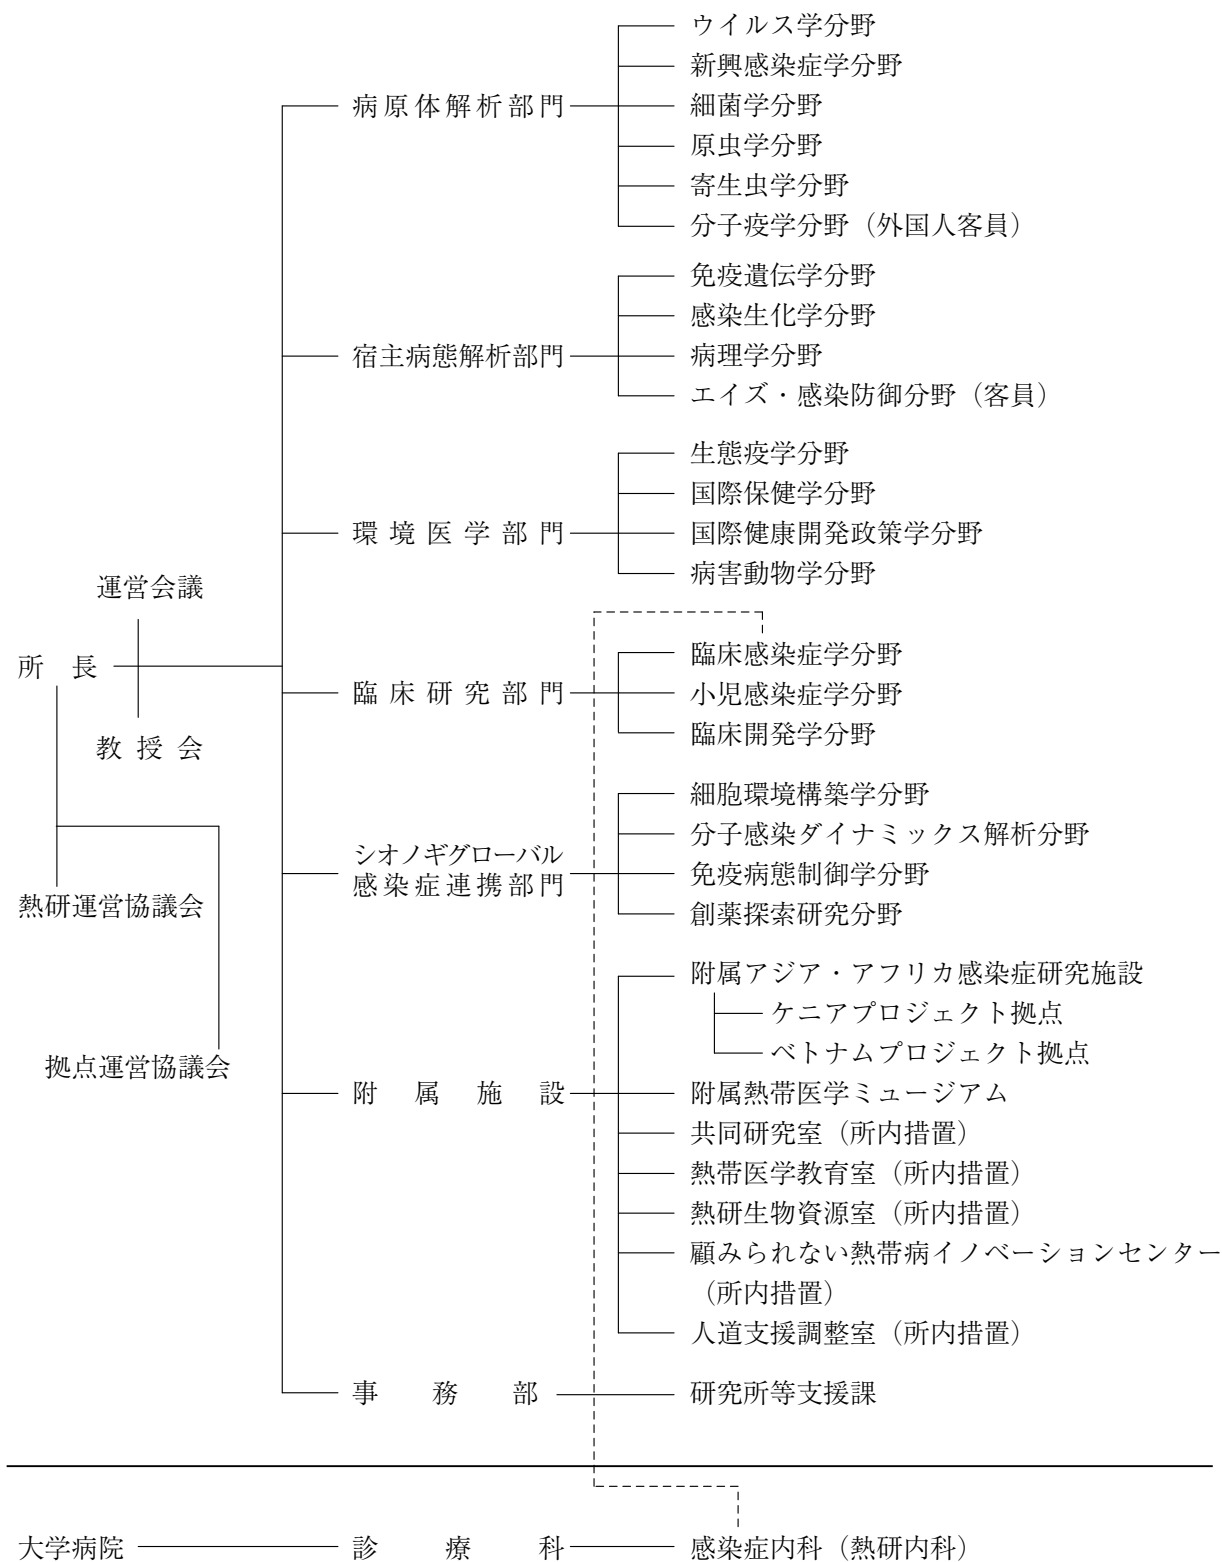 ウイルス学分野
新興感染症学分野
病原体解析部門
細菌学分野
原虫学分野
寄生虫学分野
分子疫学分野（外国人客員）
免疫遺伝学分野
感染生化学分野
宿主病態解析部門
病理学分野
エイズ・感染防御分野（客員）
生態疫学分野
国際保健学分野
環境医学部門
国際健康開発政策学分野
病害動物学分野
運営会議
所長
教授会
熱研運営協議会
拠点運営協議会
臨床感染症学分野
臨床研究部門
小児感染症学分野
臨床開発学分野
細胞環境構築学分野
分子感染ダイナミックス解析分野
シオノギグローバル
感染症連携部門
免疫病態制御学分野
創薬探索研究分野
附属アジア・アフリカ感染症研究施設
ケニアプロジェクト拠点
ベトナムプロジェクト拠点
附属施設
附属熱帯医学ミュージアム
共同研究室（所内措置）
熱帯医学教育室（所内措置）
熱研生物資源室（所内措置）
顧みられない熱帯病イノベーションセンター
（所内措置）
人道支援調整室（所内措置）
事務部
研究所等支援課
大学病院
診療科
感染症内科（熱研内科）